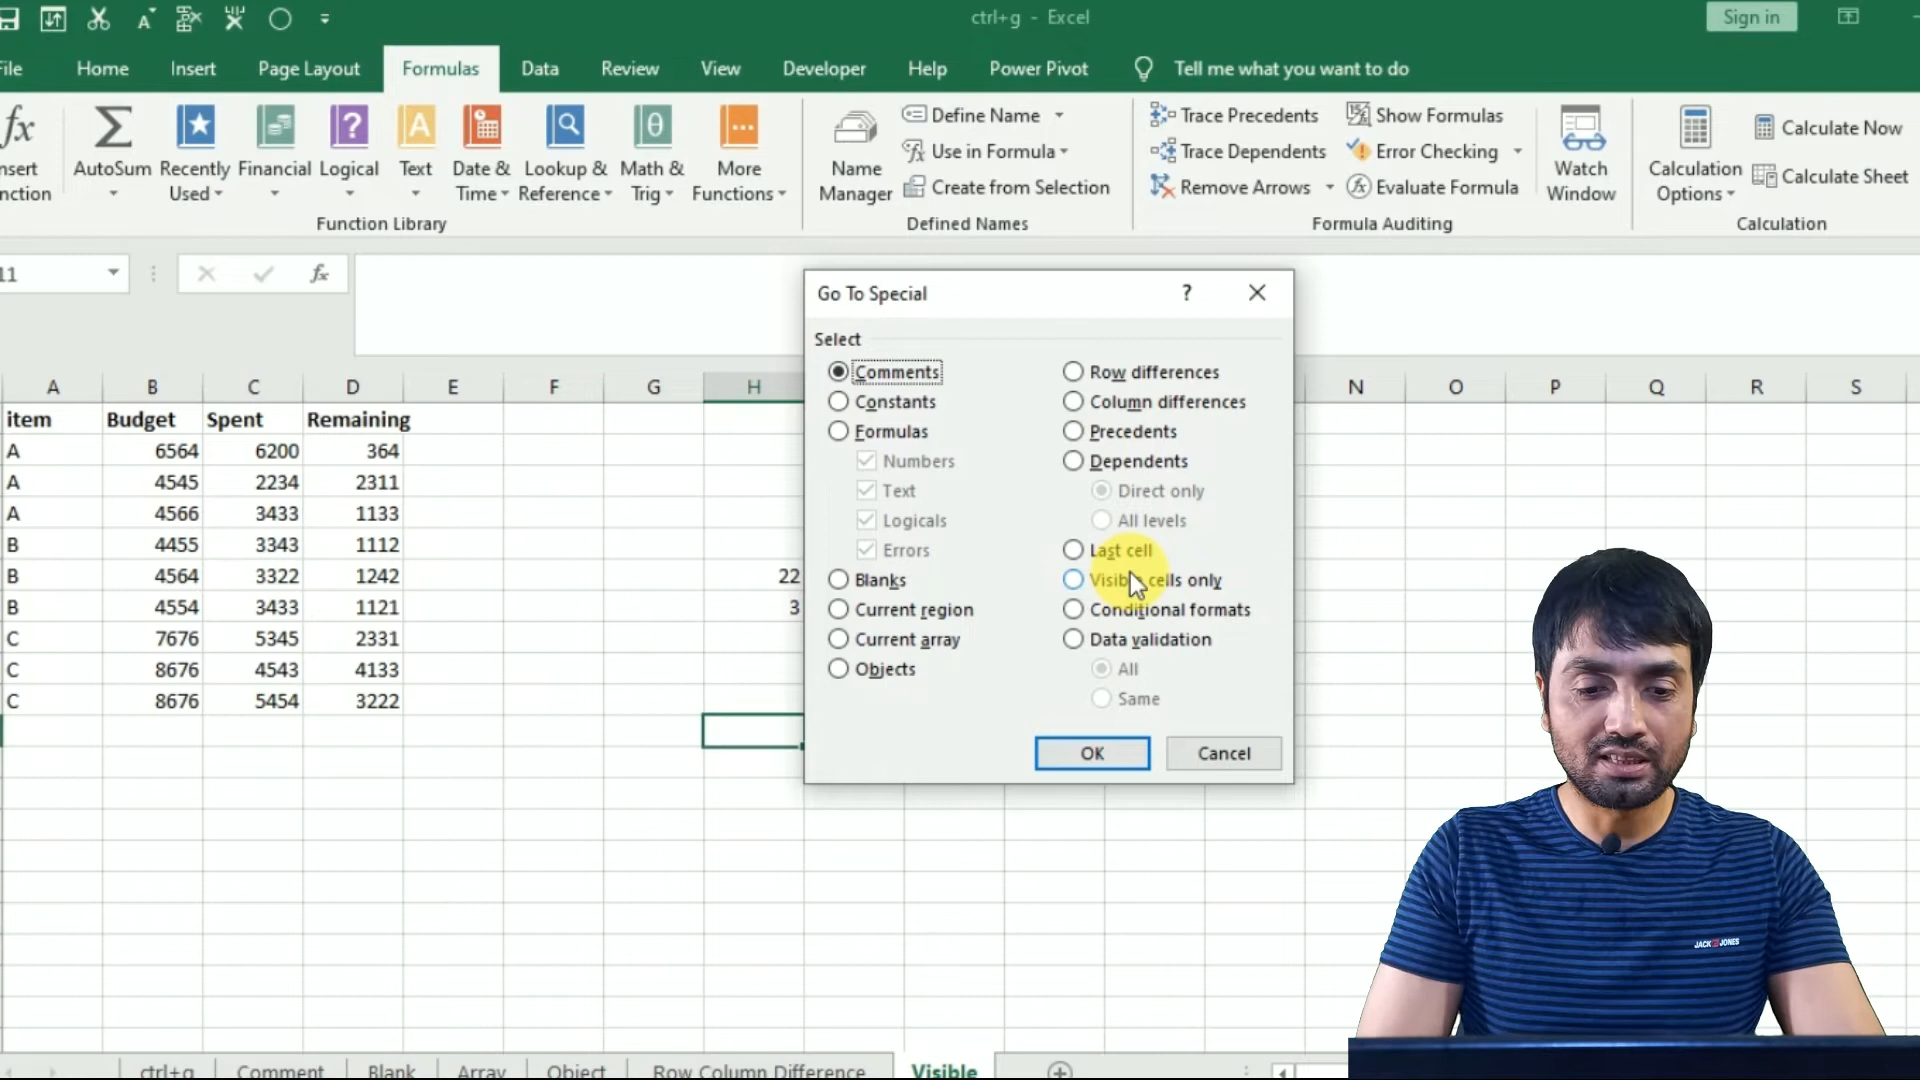 ctrl+g - Excel
Sign in
File Home Insert Page Layout Formulas Data Review View Developer Help Power Pivot Tell me what you want to do
fx
nsert
nction
AutoSum
Recently
Used
Financial
Logical
Text
Date &
Time
Lookup &
Reference
Math &
Trig
More
Functions
Function Library
Name
Manager
Define Name
Use in Formula
Create from Selection
Defined Names
Trace Precedents
Trace Dependents
Remove Arrows
Show Formulas
Error Checking
Evaluate Formula
Formula Auditing
Watch
Window
Calculation
Options
Calculate Now
Calculate Sheet
Calculation
11
fx
A B C D E F G H N O P Q R S
item Budget Spent Remaining
A 6564 6200 364
A 4545 2234 2311
A 4566 3433 1133
B 4455 3343 1112
B 4564 3322 1242 22
B 4554 3433 1121 3
C 7676 5345 2331
C 8676 4543 4133
C 8676 5454 3222
Go To Special ?
Select
Comments
Constants
Formulas
Numbers
Text
Logicals
Errors
Blanks
Current region
Current array
Objects
Row differences
Column differences
Precedents
Dependents
Direct only
All levels
Last cell
Visible cells only
Conditional formats
Data validation
All
Same
OK Cancel
JACK & JONES
ctrl+g Comment Blank Array Object Row Column Difference Visible